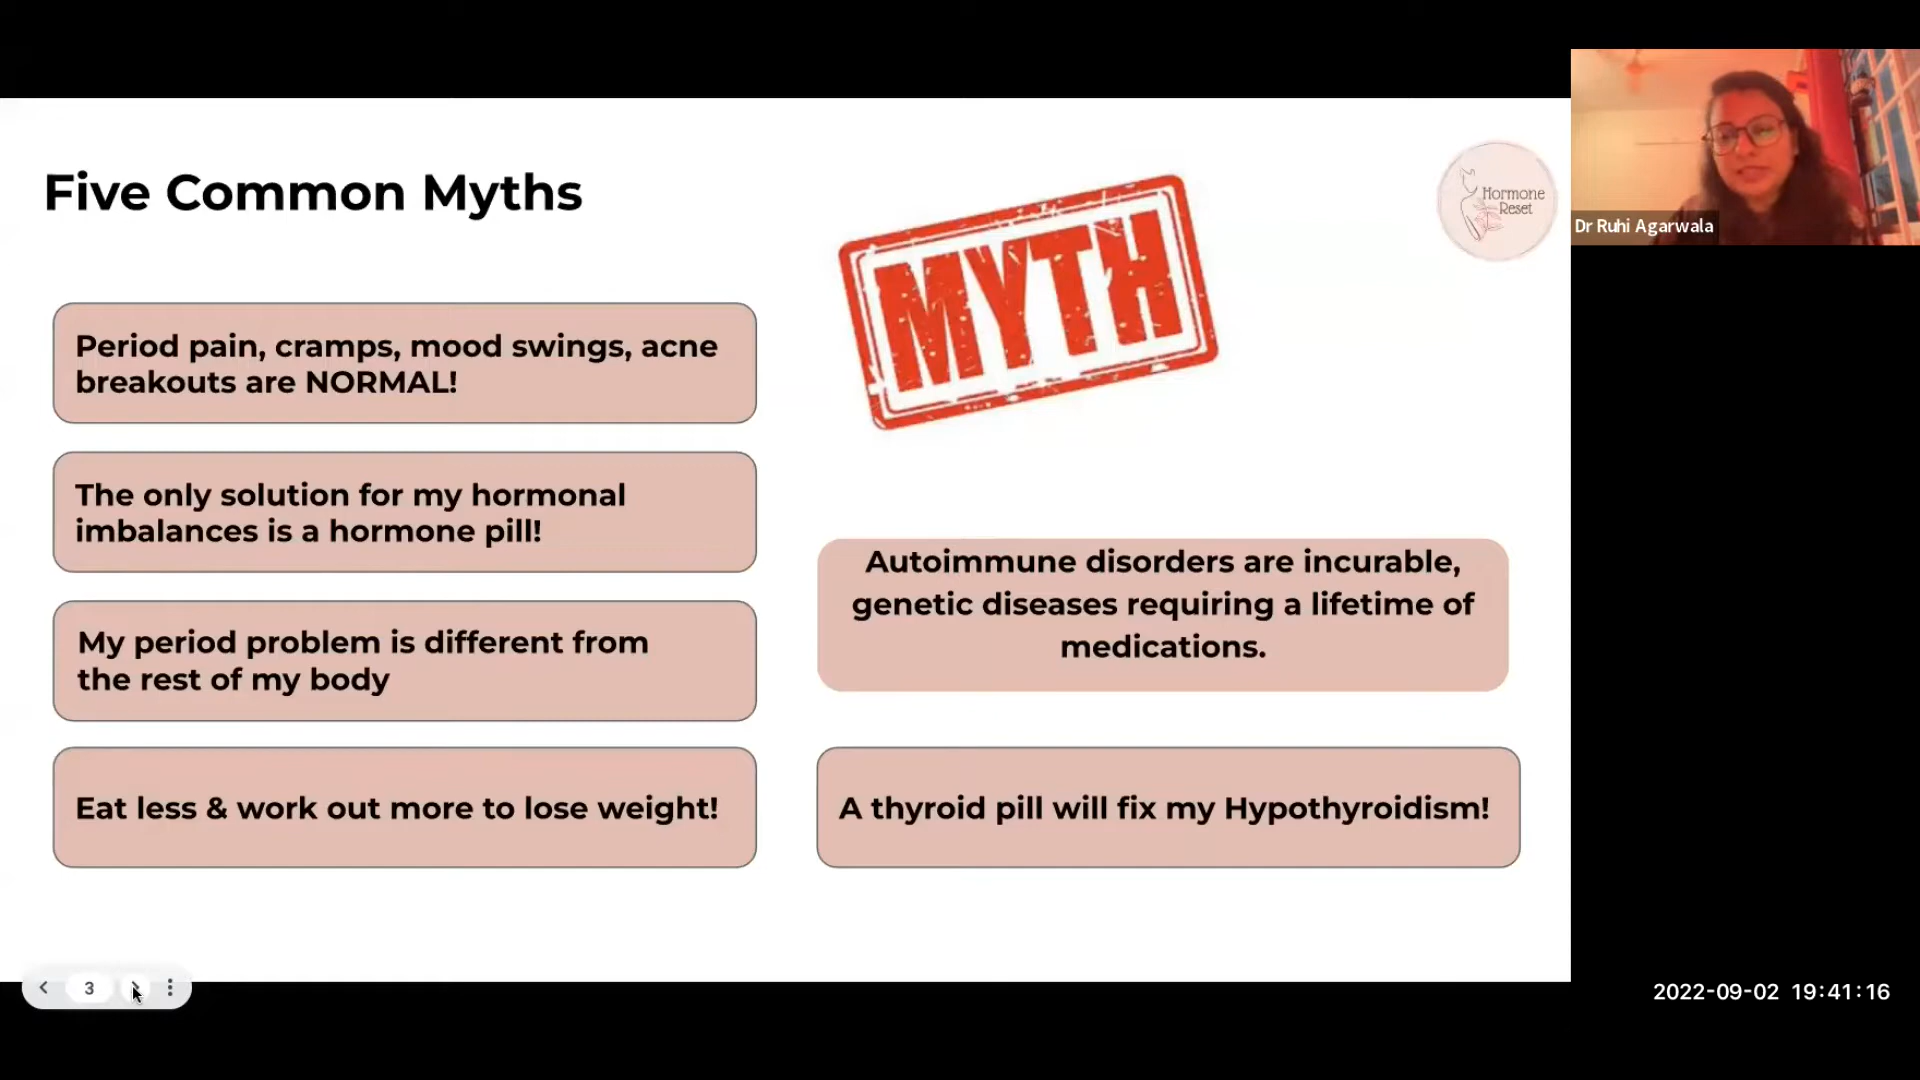 Five Common Myths
MYTH
Hormone
Reset
Dr Ruhi Agarwala
Period pain, cramps, mood swings, acne
breakouts are NORMAL!
The only solution for my hormonal
imbalances is a hormone pill!
My period problem is different from
the rest of my body
Eat less & work out more to lose weight!
Autoimmune disorders are incurable,
genetic diseases requiring a lifetime of
medications.
A thyroid pill will fix my Hypothyroidism!
3
2022-09-02 19:41:16